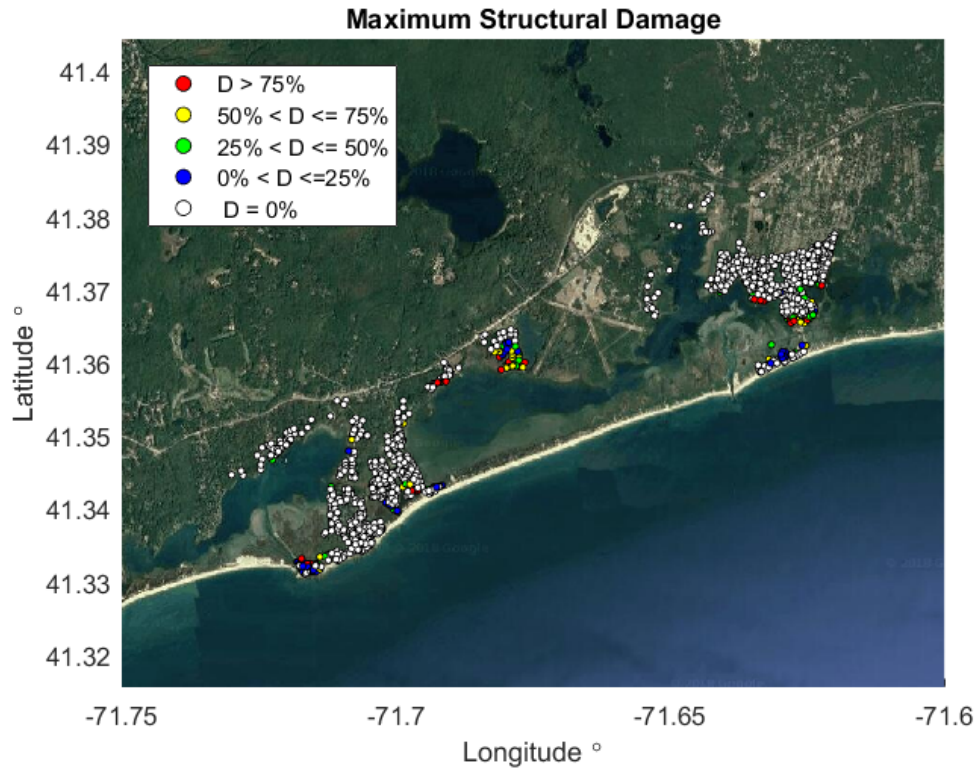 Maximum Structural Damage
41.4
41.39
41.38
41.37
41.36
41.35
41.34
41.33
41.32
Latitude °
D > 75%
50% < D <= 75%
25% < D <= 50%
0% < D <=25%
D = 0%
-71.75
-71.7
-71.65
-71.6
Longitude °